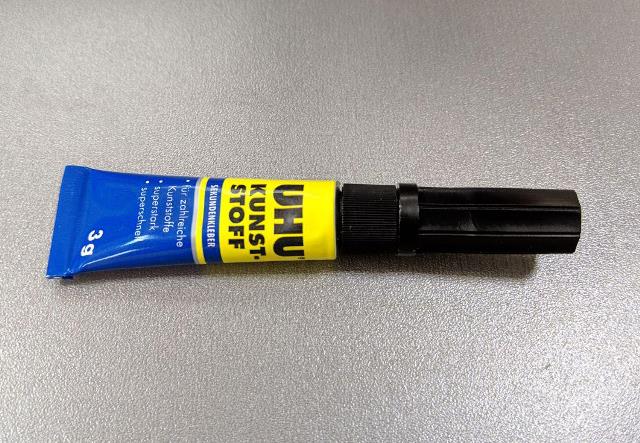 UHU
KUNST-
STOFF
SEKUNDENKLEBER
• für zahlreiche
Kunststoffe
• superstark
• superschnell
3g